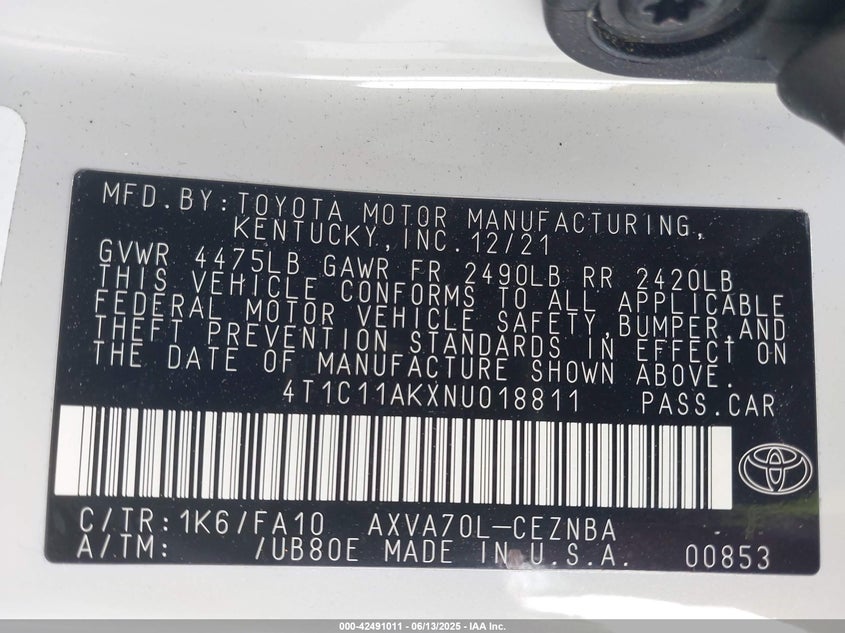 MFD.BY:TOYOTA MOTOR MANUFACTURING,
KENTUCKY,INC.12/21
GVWR 4475LB GAWR FR 2490LB RR 2420LB
THIS VEHICLE CONFORMS TO ALL APPLICABLE
FEDERAL MOTOR VEHICLE SAFETY,BUMPER,AND
THEFT PREVENTION STANDARDS IN EFFECT ON
THE DATE OF MANUFACTURE SHOWN ABOVE.
4T1C11AKXNU018811 PASS.CAR
C/TR:1K6/FA10 AXVA70L-CEZNBA
A/TM: /UB80E MADE IN U.S.A. 00853
000-42491011 - 06/13/2025 - IAA Inc.